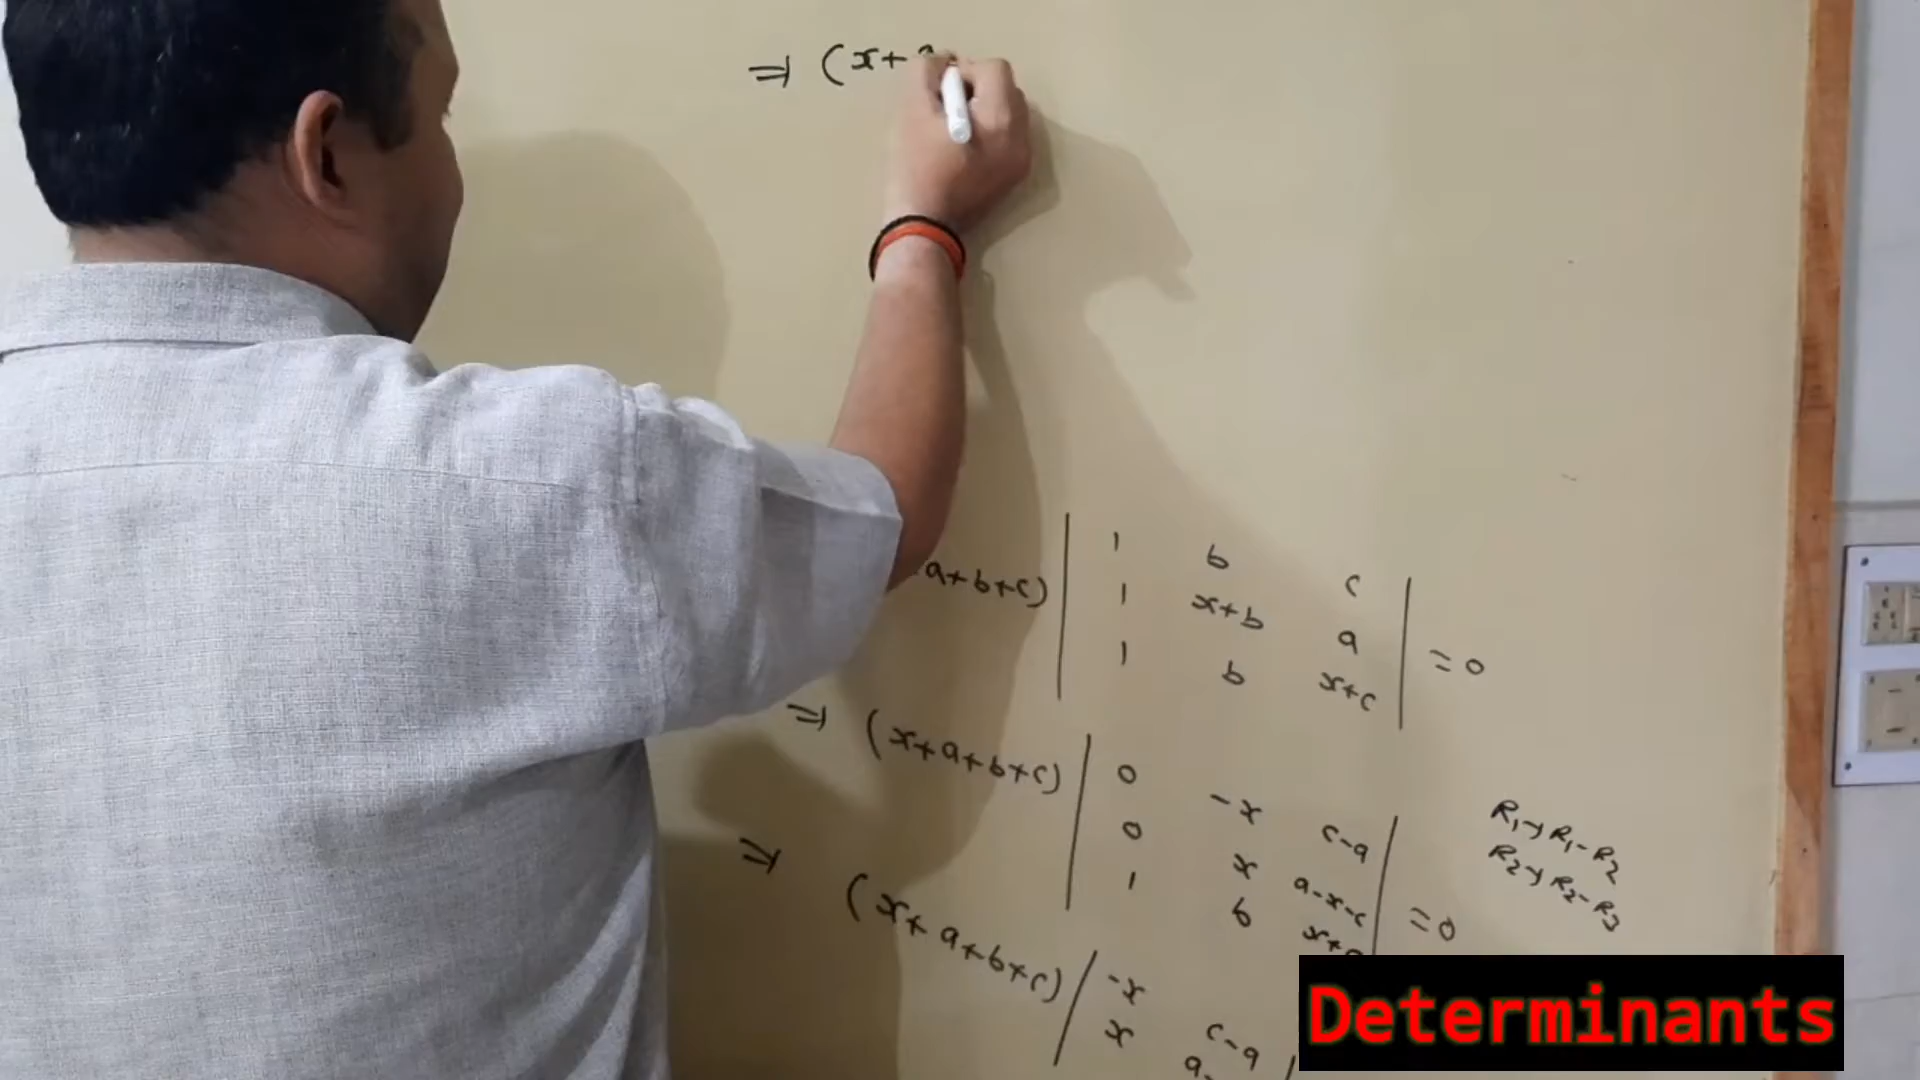 ⇒ (x+a
a+b+c) | 1 b c |
| 1 x+b a | = 0
| 1 b x+c |
⇒ (x+a+b+c) | 0 -x c-a |
| 0 x a-x-c | = 0
| 1 b x+
R₁→R₁-R₂
R₂→R₂-R₃
⇒ (x+a+b+c) | -x c-a
| x a-
Determinants